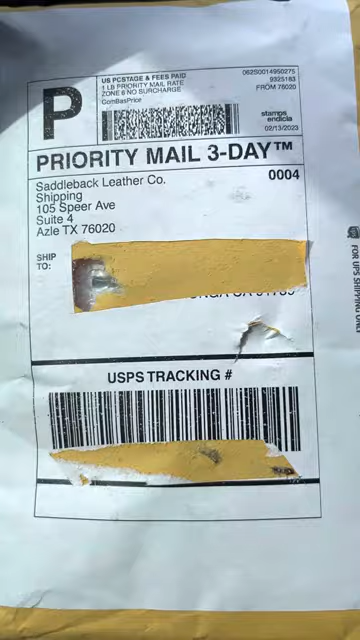 P
US POSTAGE & FEES PAID
1 LB PRIORITY MAIL RATE
ZONE 8 NO SURCHARGE
ComBasPrice
062S0014950275
9325183
FROM 76020
stamps
endicia
02/13/2023
PRIORITY MAIL 3-DAY™
Saddleback Leather Co.
Shipping
105 Speer Ave
Suite 4
Azle TX 76020
0004
SHIP
TO:
USPS TRACKING #
FOR UPS SHIPPING ONLY